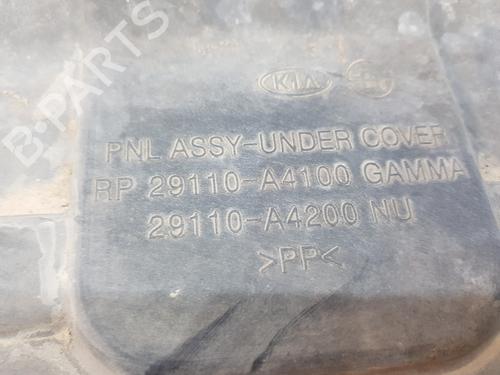 KIA
PNL ASSY-UNDER COVER
RP 29110-A4100 GAMMA
29110-A4200 NU
>PP<
B-PARTS